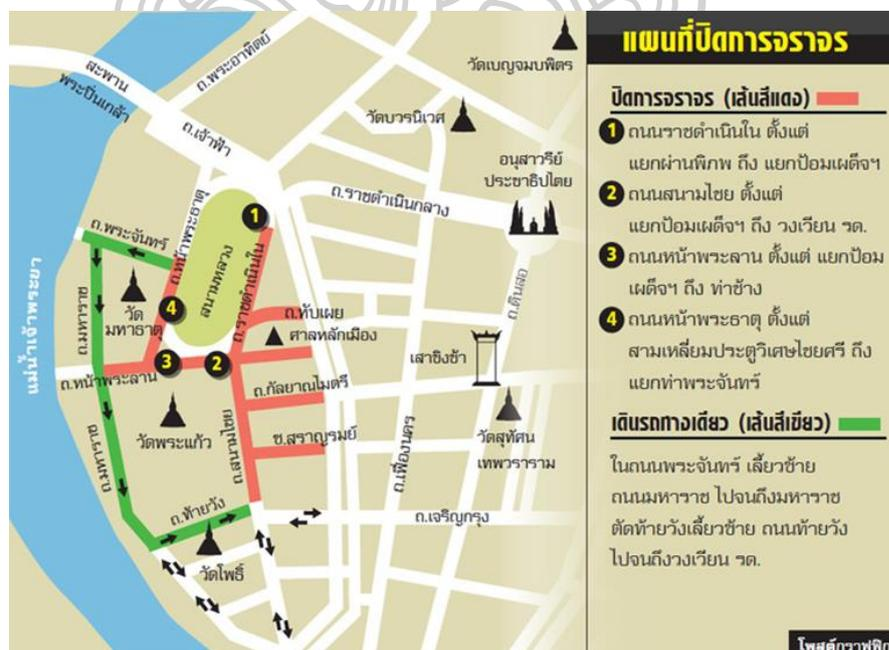 สะพาน
พระปิ่นเกล้า
ถ.พระอาทิตย์
ถ.เจ้าฟ้า
วัดเบญจมบพิตร
วัดบวรนิเวศ
อนุสาวรีย์
ประชาธิปไตย
ถ.ราชดำเนินกลาง
ถ.พระจันทร์
ถ.หน้าพระธาตุ
สนามหลวง
ถ.ราชดำเนินใน
1
ถ.มหาราช
วัด
มหาธาตุ
4
ถ.ทับเผย
ศาลหลักเมือง
ถ.ดินสอ
แม่น้ำเจ้าพระยา
ถ.หน้าพระลาน
3
2
เสาชิงช้า
ถ.กัลยาณไมตรี
ถ.มหาราช
วัดพระแก้ว
ถ.สนามไชย
ซ.สราญรมย์
ถ.เฟื่องนคร
วัดสุทัศน
เทพวราราม
ถ.ท้ายวัง
ถ.เจริญกรุง
วัดโพธิ์
แผนที่ปิดการจราจร
ปิดการจราจร (เส้นสีแดง)
1 ถนนราชดำเนินใน ตั้งแต่
แยกผ่านพิภพ ถึง แยกป้อมเผด็จฯ
2 ถนนสนามไชย ตั้งแต่
แยกป้อมเผด็จฯ ถึง วงเวียน รด.
3 ถนนหน้าพระลาน ตั้งแต่ แยกป้อม
เผด็จฯ ถึง ท่าช้าง
4 ถนนหน้าพระธาตุ ตั้งแต่
สามเหลี่ยมประตูวิเศษไชยศรี ถึง
แยกท่าพระจันทร์
เดินรถทางเดียว (เส้นสีเขียว)
ในถนนพระจันทร์ เลี้ยวซ้าย
ถนนมหาราช ไปจนถึงมหาราช
ตัดท้ายวังเลี้ยวซ้าย ถนนท้ายวัง
ไปจนถึงวงเวียน รด.
โพสต์กราฟฟิก